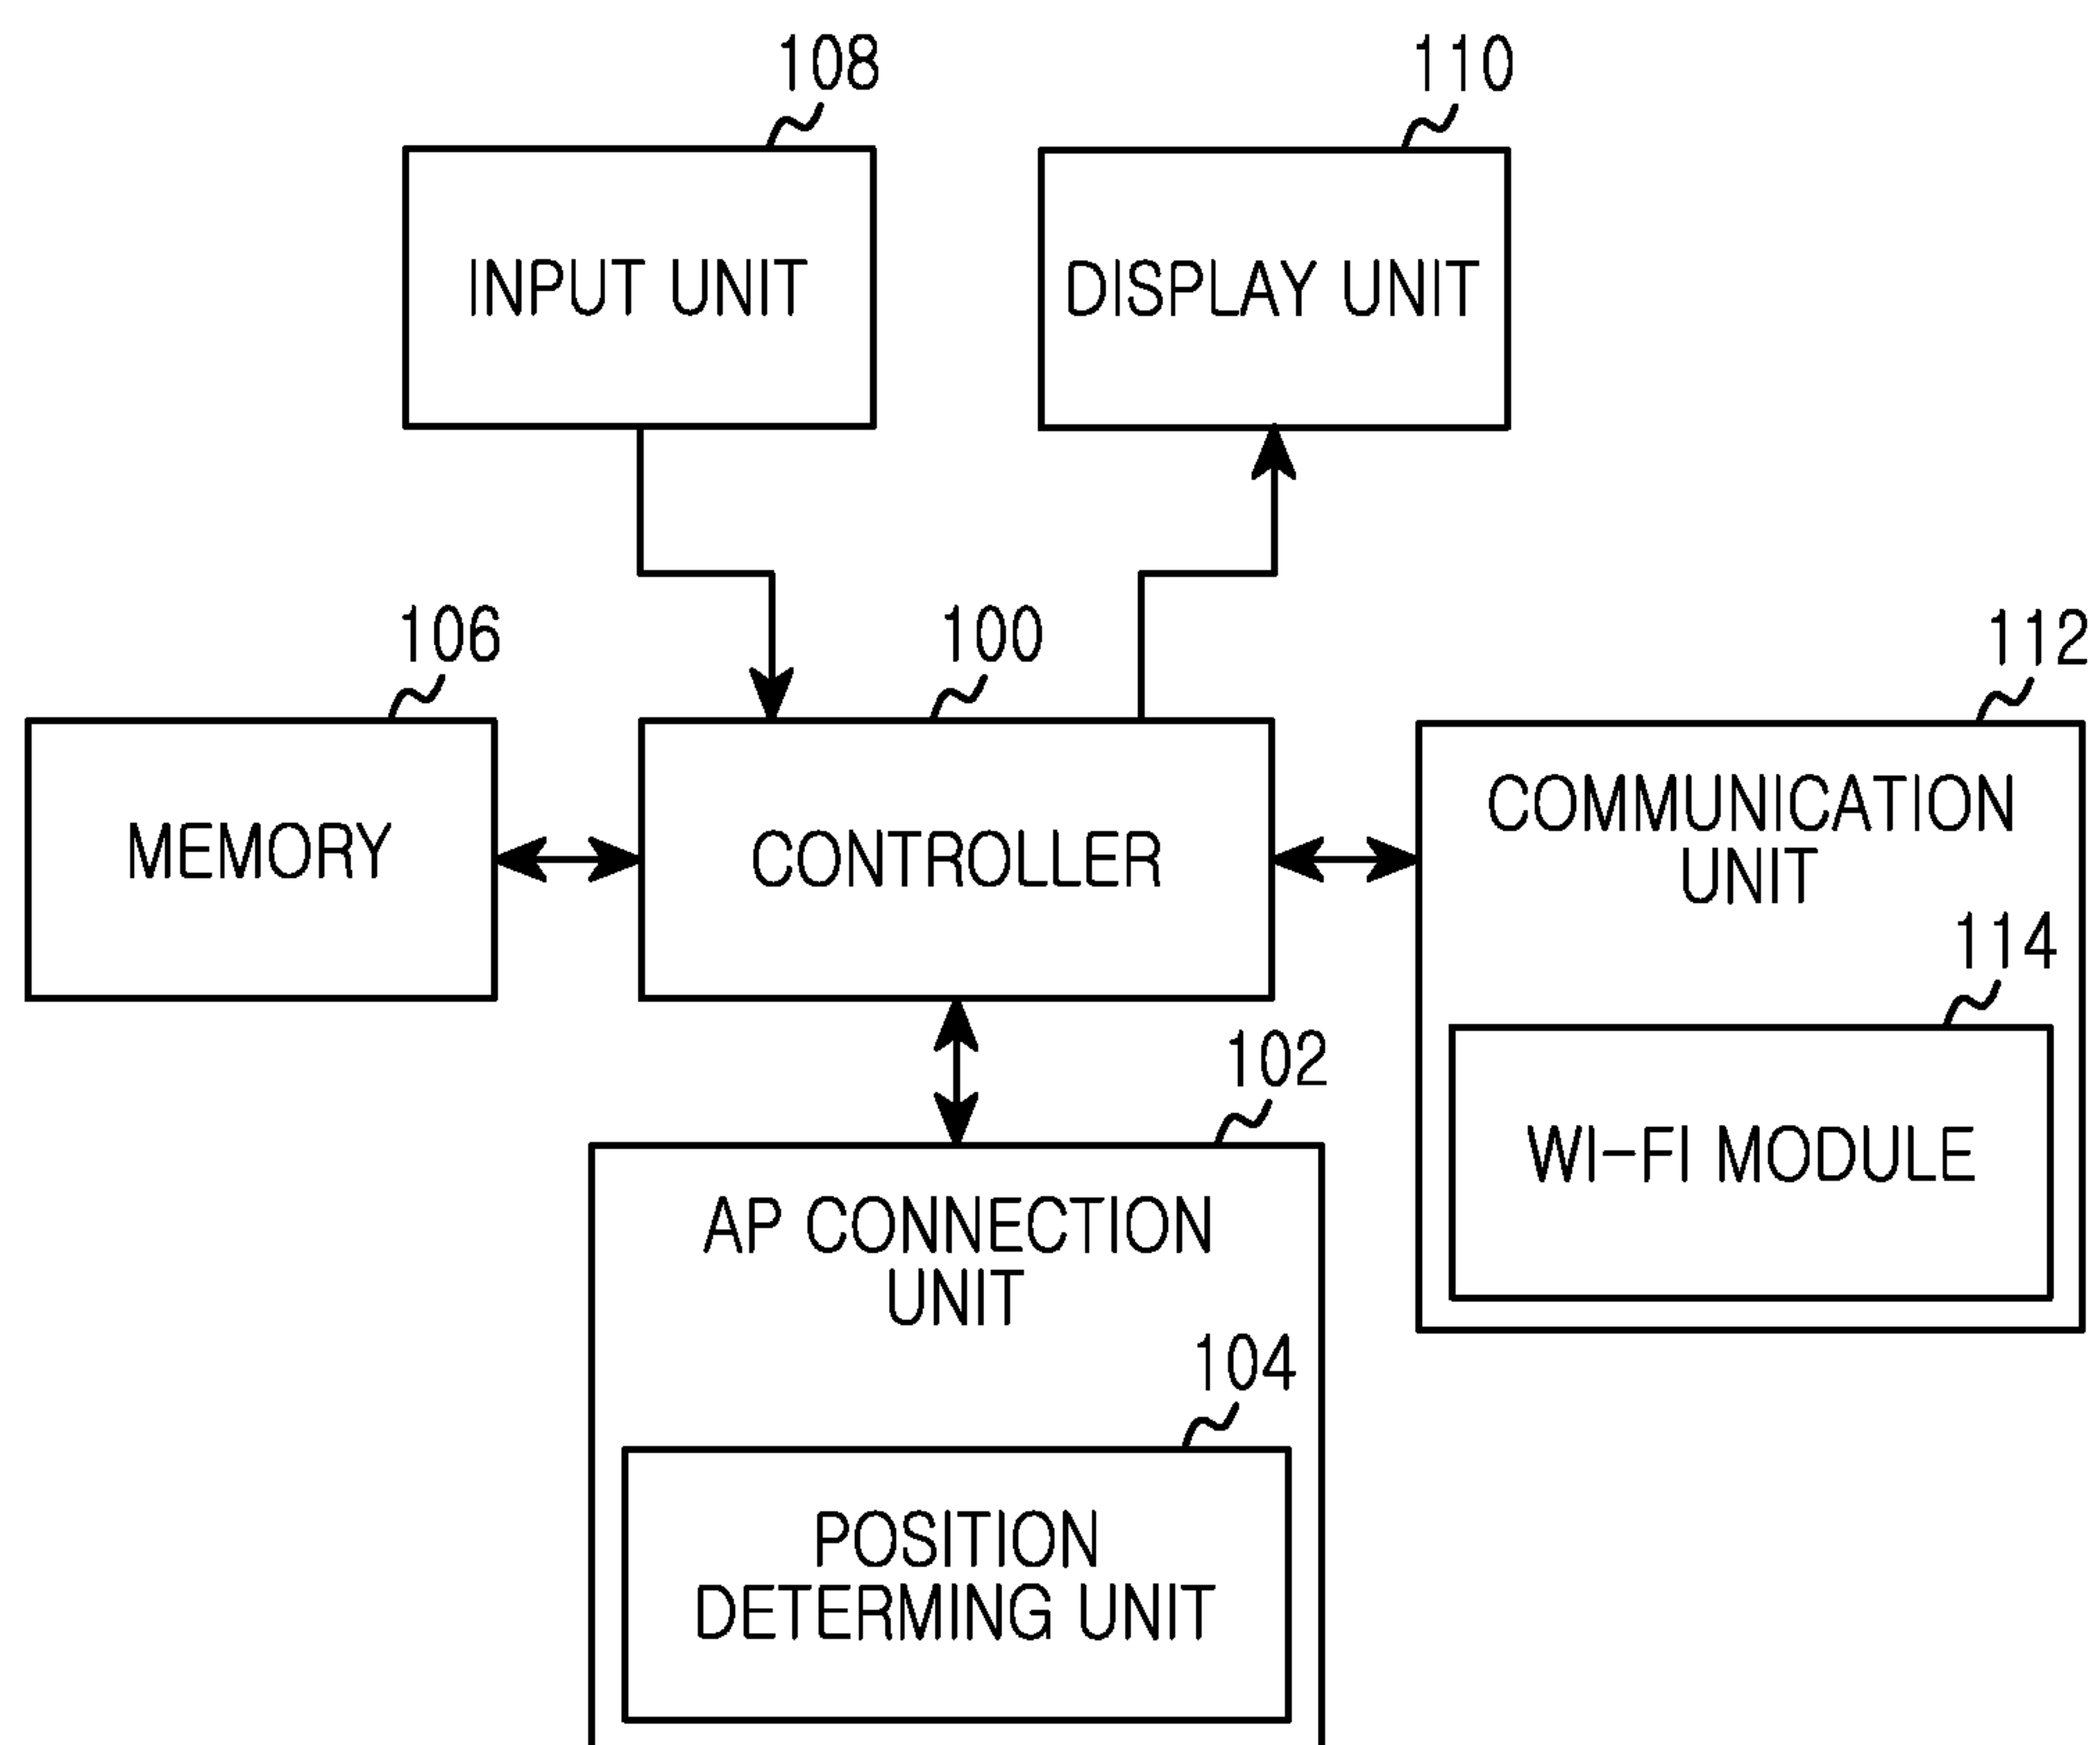 108
110
INPUT UNIT
DISPLAY UNIT
106
100
112
MEMORY
CONTROLLER
COMMUNICATION
UNIT
114
WI-FI MODULE
102
AP CONNECTION
UNIT
104
POSITION
DETERMING UNIT